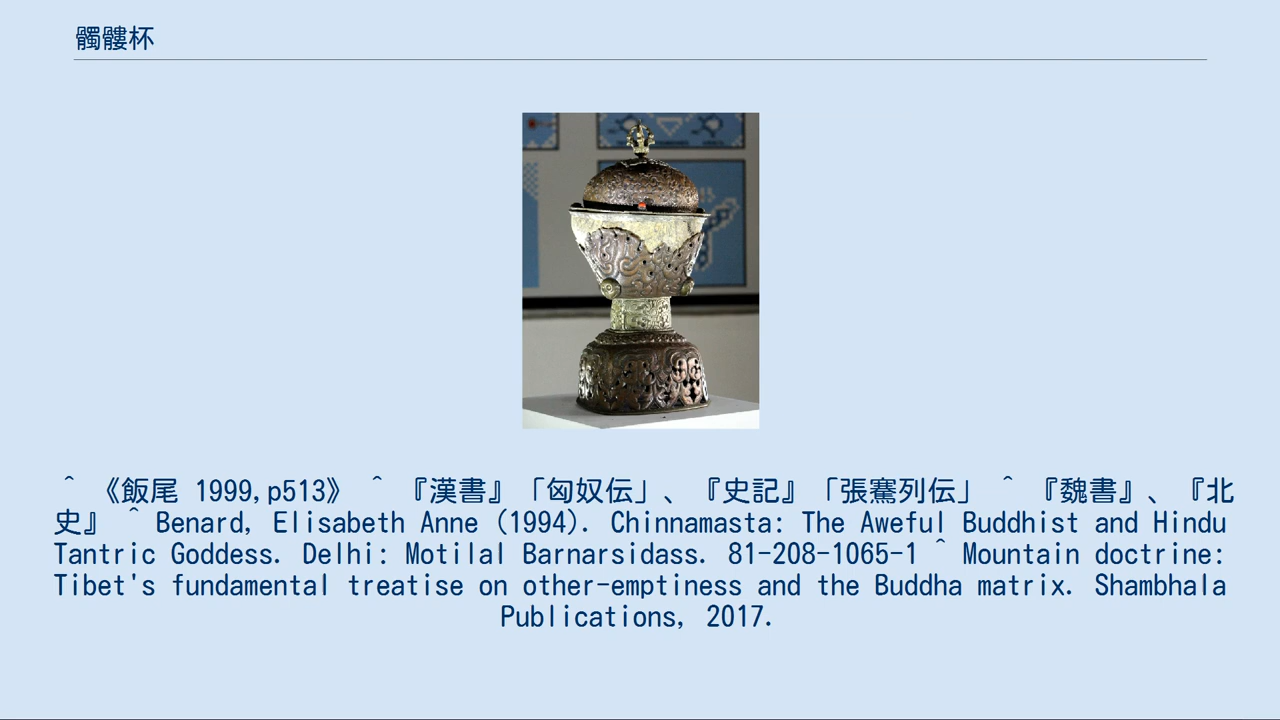 髑髏杯
^ 《飯尾 1999,p513》 ^ 『漢書』「匈奴伝」、『史記』「張騫列伝」 ^ 『魏書』、『北
史』 ^ Benard, Elisabeth Anne (1994). Chinnamasta: The Aweful Buddhist and Hindu
Tantric Goddess. Delhi: Motilal Barnarsidass. 81-208-1065-1 ^ Mountain doctrine:
Tibet's fundamental treatise on other-emptiness and the Buddha matrix. Shambhala
Publications, 2017.